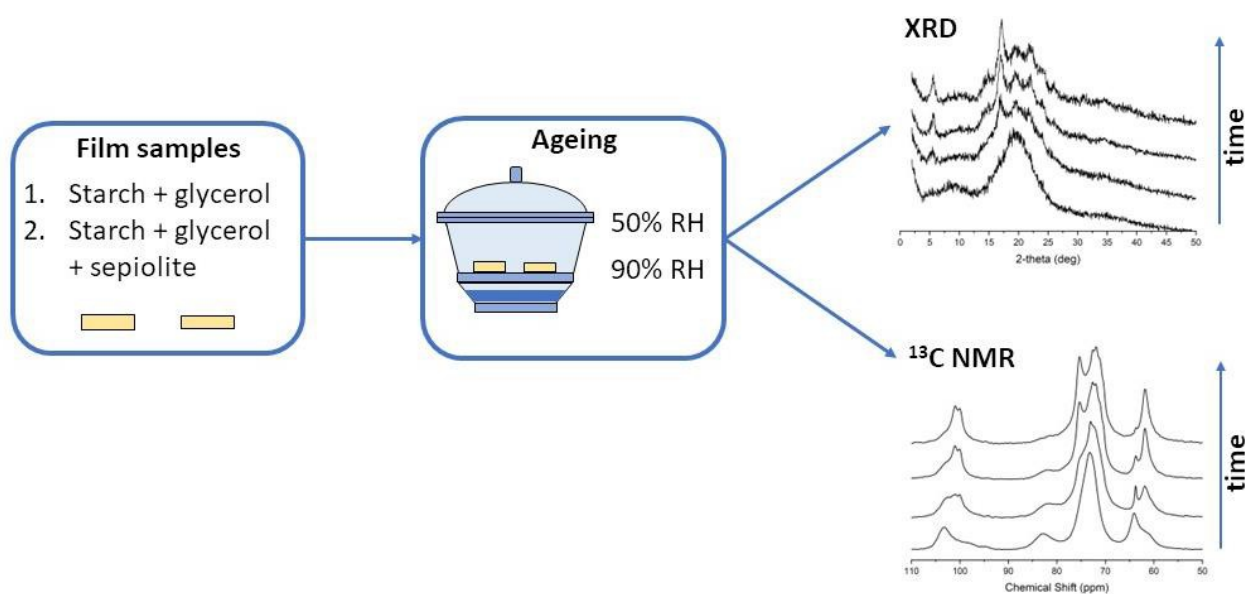 Film samples
1. Starch + glycerol
2. Starch + glycerol
+ sepiolite
Ageing
50% RH
90% RH
XRD
time
0 5 10 15 20 25 30 35 40 45 50
2-theta (deg)
¹³C NMR
time
110 100 90 80 70 60 50
Chemical Shift (ppm)